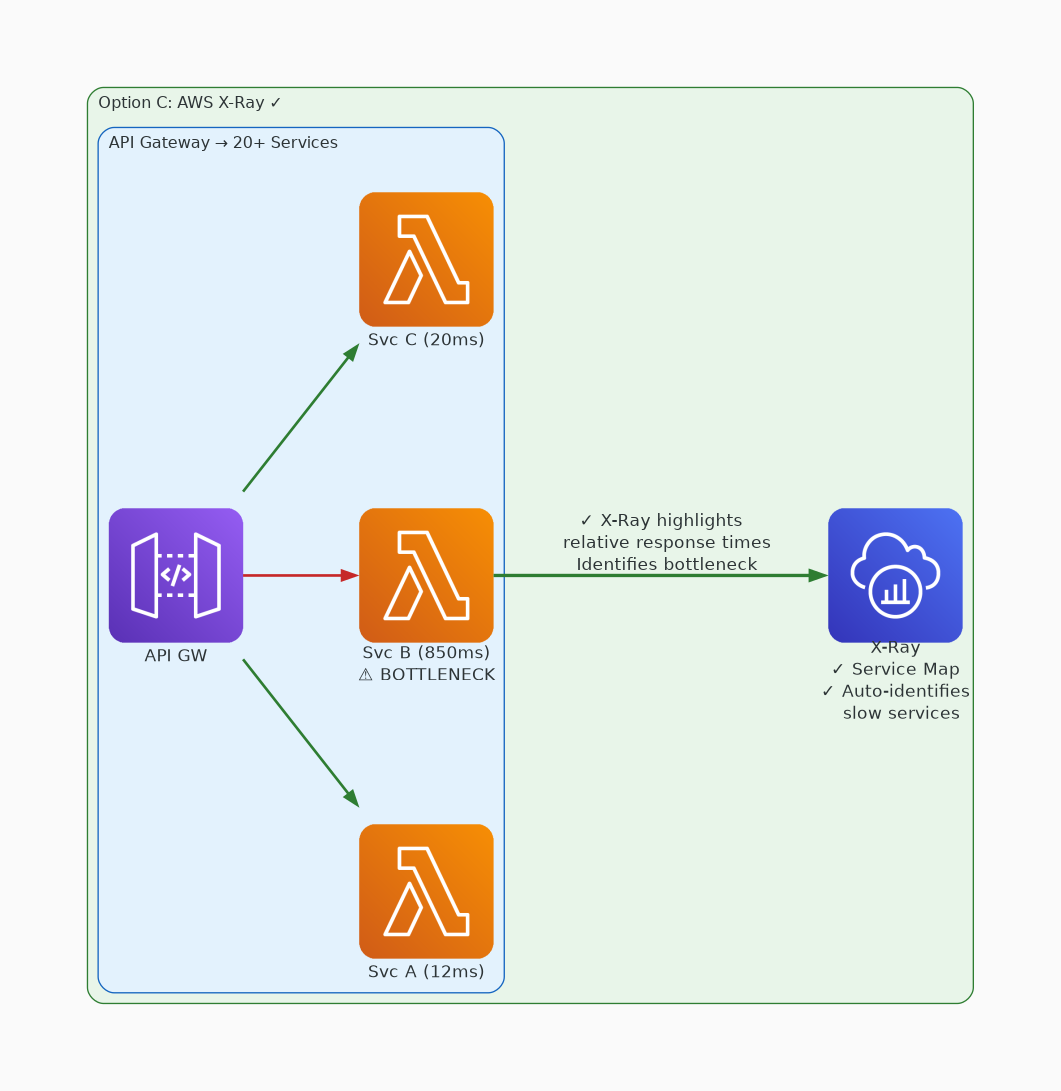 Option C: AWS X-Ray ✓
API Gateway → 20+ Services
Svc C (20ms)
API GW
Svc B (850ms)
⚠ BOTTLENECK
✓ X-Ray highlights
relative response times
Identifies bottleneck
X-Ray
✓ Service Map
✓ Auto-identifies
slow services
Svc A (12ms)